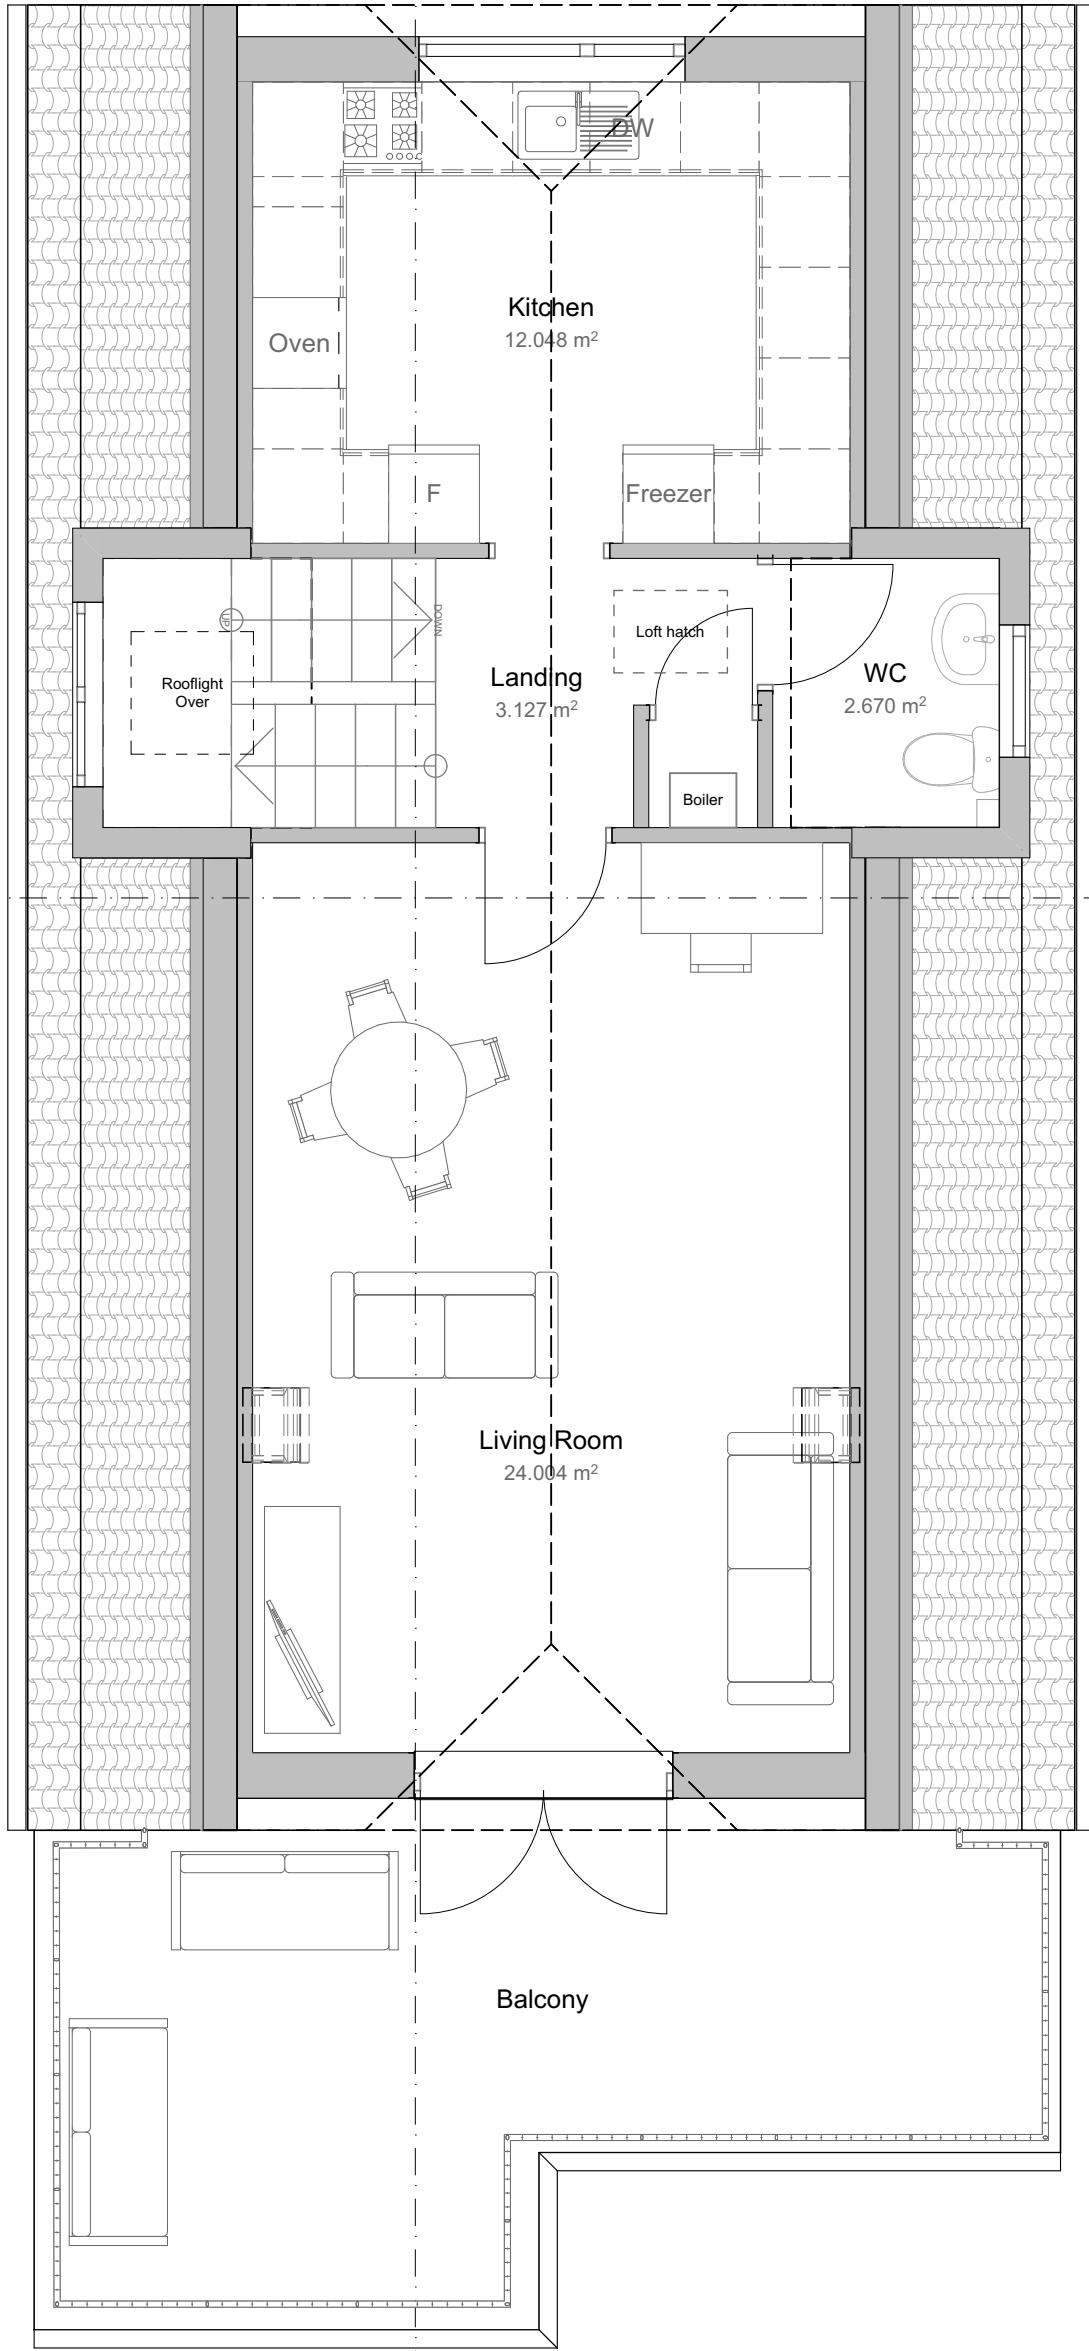 DW
Kitchen
12.048 m²
Oven
F
Freezer
UP
DOWN
Loft hatch
Rooflight
Over
Landing
3.127 m²
WC
2.670 m²
Boiler
Living Room
24.004 m²
Balcony